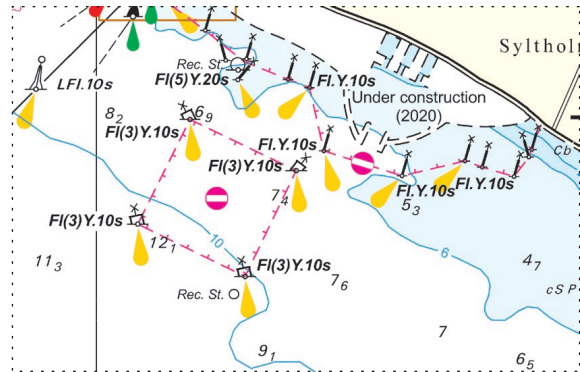 Sylthol
Rec. St.
LFl.10s
Fl(5)Y.20s
Fl.Y.10s
Under construction
(2020)
8₂
6₉
Fl(3)Y.10s
Fl.Y.10s
Cb
Fl(3)Y.10s
Fl.Y.10s
Fl.Y.10s
7₄
5₃
Fl(3)Y.10s
12₁
10
6
11₃
Fl(3)Y.10s
4₇
7₆
Rec. St.
cSP
7
9₁
6₅